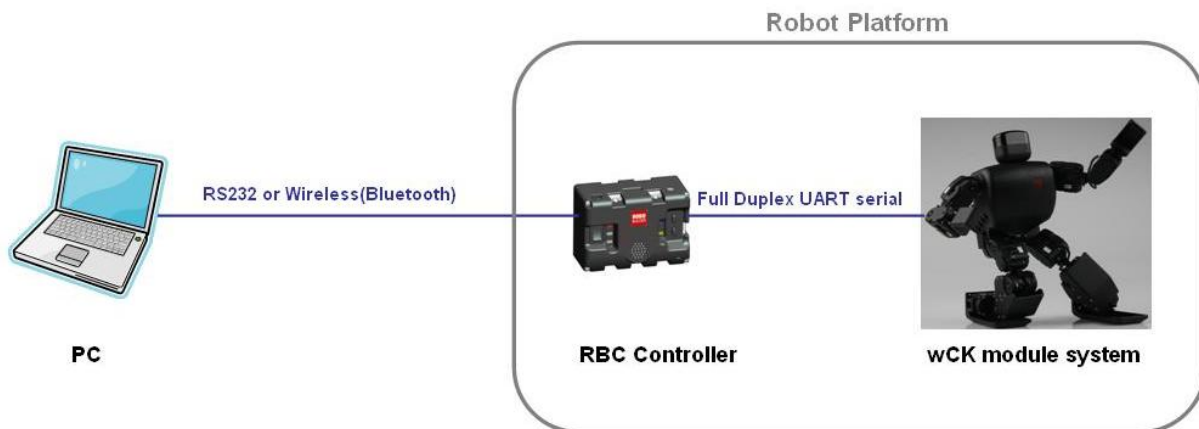 Robot Platform
RS232 or Wireless(Bluetooth)
Full Duplex UART serial
PC
RBC Controller
wCK module system